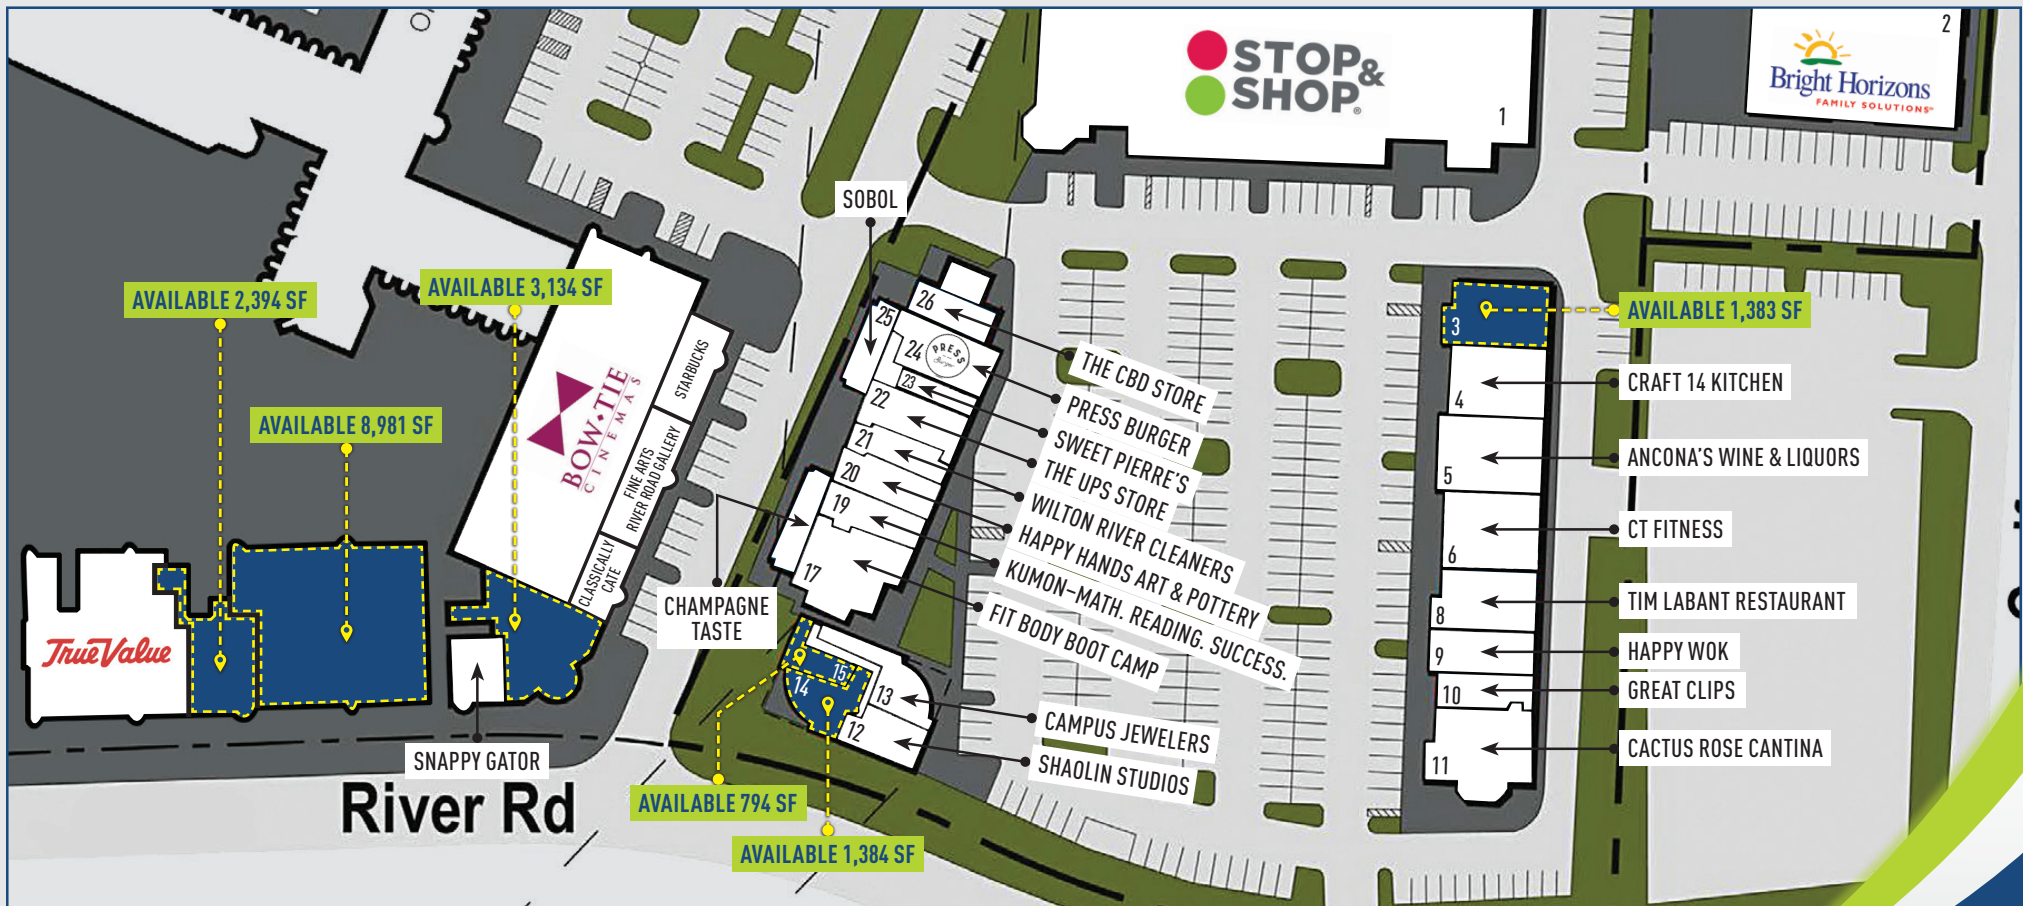 STOP&
SHOP®
1
2
Bright Horizons
FAMILY SOLUTIONS
SOBOL
AVAILABLE 2,394 SF
AVAILABLE 3,134 SF
AVAILABLE 8,981 SF
AVAILABLE 1,383 SF
BOW•TIE
CINEMAS
STARBUCKS
FINE ARTS
RIVER ROAD GALLERY
CLASSICALLY
CATE
True Value
SNAPPY GATOR
River Rd
CHAMPAGNE
TASTE
26
25
24
PRESS
Burger
23
22
21
20
19
17
15
14
13
12
THE CBD STORE
PRESS BURGER
SWEET PIERRE'S
THE UPS STORE
WILTON RIVER CLEANERS
HAPPY HANDS ART & POTTERY
KUMON–MATH. READING. SUCCESS.
FIT BODY BOOT CAMP
CAMPUS JEWELERS
SHAOLIN STUDIOS
AVAILABLE 794 SF
AVAILABLE 1,384 SF
3
4
CRAFT 14 KITCHEN
5
ANCONA'S WINE & LIQUORS
6
CT FITNESS
8
TIM LABANT RESTAURANT
9
HAPPY WOK
10
GREAT CLIPS
11
CACTUS ROSE CANTINA